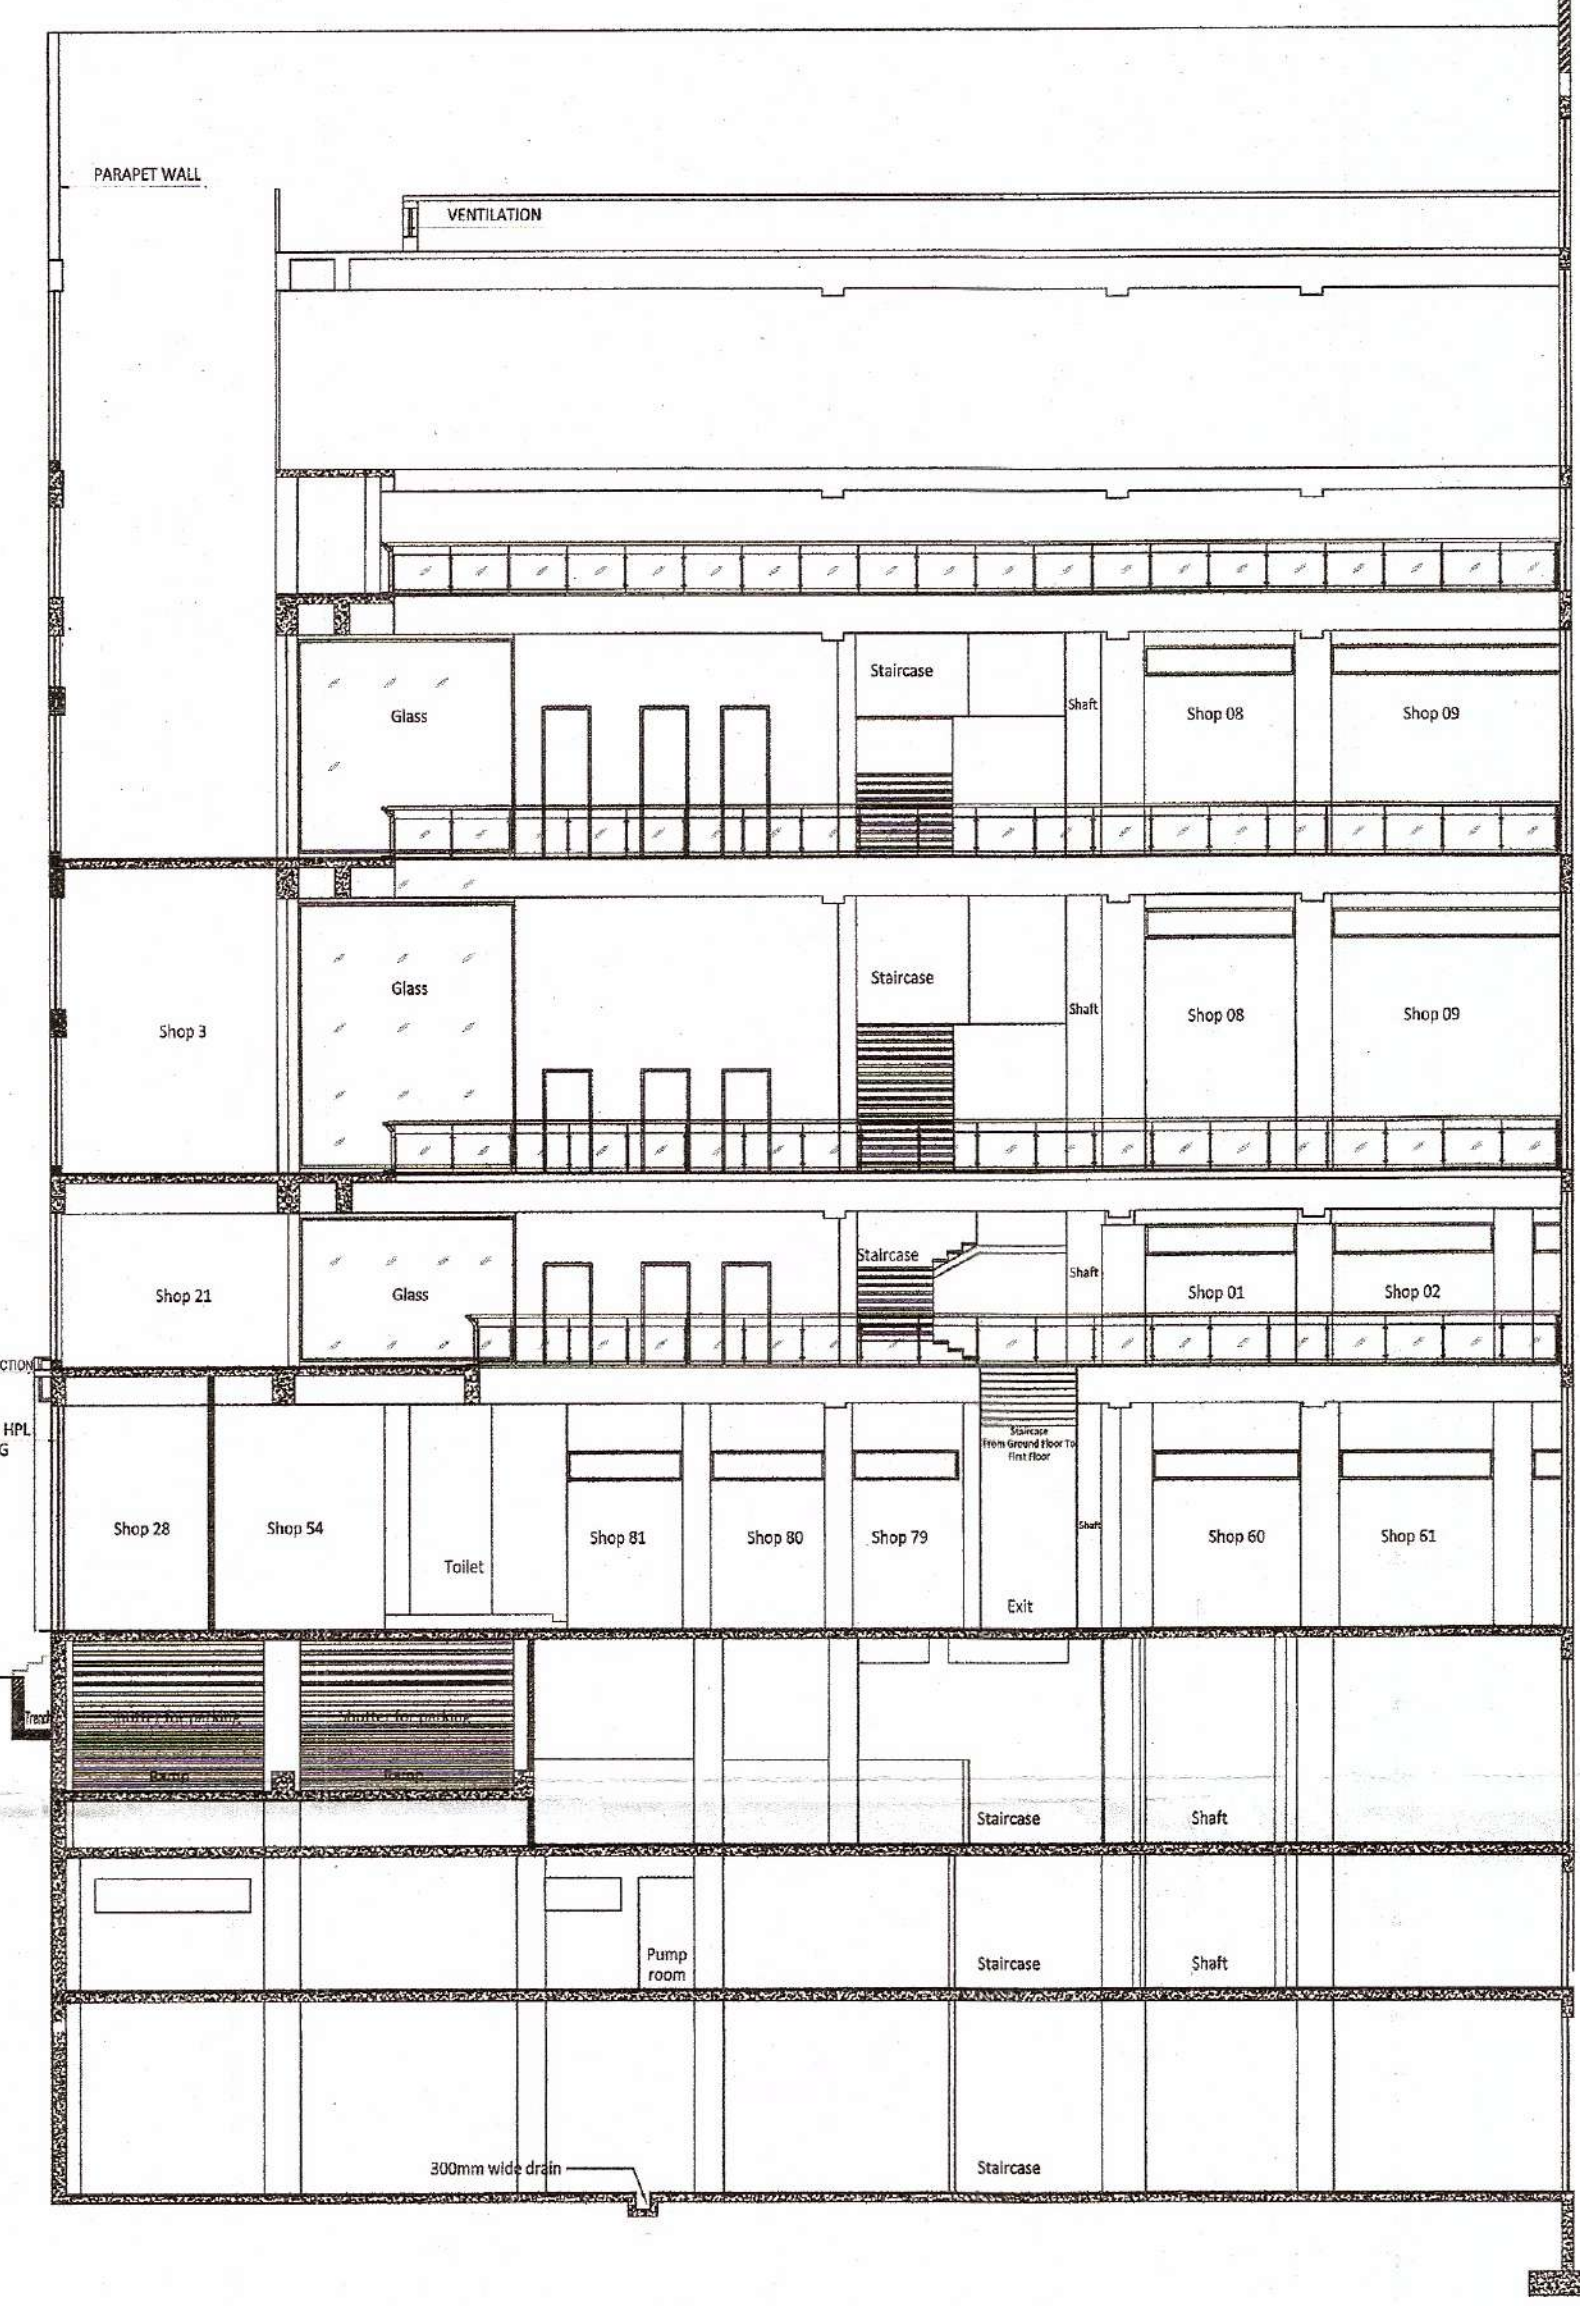 PARAPET WALL
VENTILATION
Staircase
Shaft
Glass
Shop 08
Shop 09
Staircase
Glass
Shaft
Shop 08
Shop 09
Shop 3
Staircase
Shaft
Shop 21
Glass
Shop 01
Shop 02
CTION
HPL
G
Staircase
From Ground Floor To
First Floor
Shop 28
Shop 54
Shaft
Shop 81
Shop 80
Shop 79
Shop 60
Shop 61
Toilet
Exit
Trench
Shutter for parking
Shutter for parking
Ramp
Ramp
Staircase
Shaft
Pump
room
Staircase
Shaft
300mm wide drain
Staircase